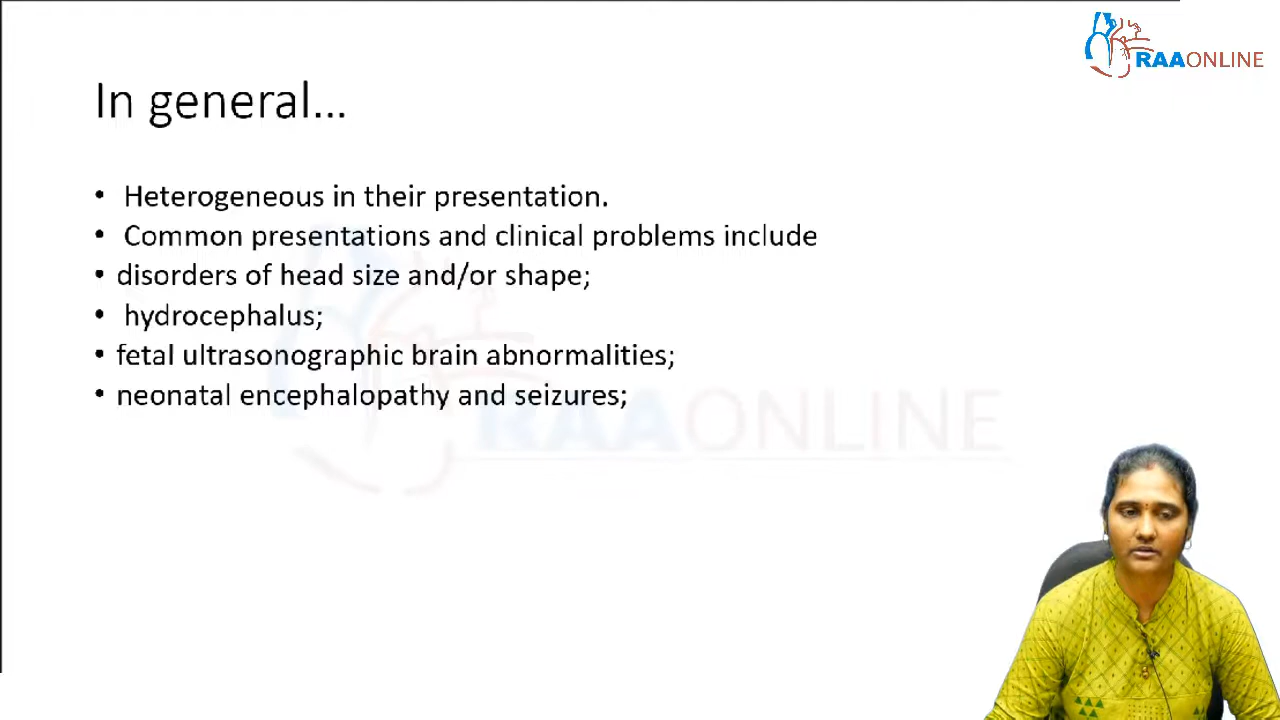 RAAONLINE
In general...
• Heterogeneous in their presentation.
• Common presentations and clinical problems include
• disorders of head size and/or shape;
• hydrocephalus;
• fetal ultrasonographic brain abnormalities;
• neonatal encephalopathy and seizures;
RAAONLINE